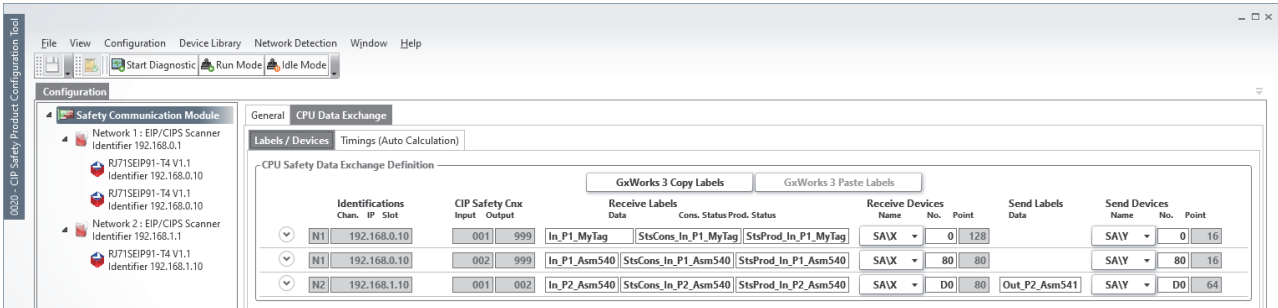 0020 - CIP Safety Product Configuration Tool
File View Configuration Device Library Network Detection Window Help
Start Diagnostic Run Mode Idle Mode
Configuration
Safety Communication Module
Network 1 : EIP/CIPS Scanner
Identifier 192.168.0.1
RJ71SEIP91-T4 V1.1
Identifier 192.168.0.10
RJ71SEIP91-T4 V1.1
Identifier 192.168.0.10
Network 2 : EIP/CIPS Scanner
Identifier 192.168.1.1
RJ71SEIP91-T4 V1.1
Identifier 192.168.1.10
General CPU Data Exchange
Labels / Devices Timings (Auto Calculation)
CPU Safety Data Exchange Definition
GxWorks 3 Copy Labels GxWorks 3 Paste Labels
Identifications CIP Safety Cnx Receive Labels Receive Devices Send Labels Send Devices
Chan. IP Slot Input Output Data Cons. Status Prod. Status Name No. Point Data Name No. Point
N1 192.168.0.10 001 999 In_P1_MyTag StsCons_In_P1_MyTag StsProd_In_P1_MyTag SA\X 0 128 SA\Y 0 16
N1 192.168.0.10 002 999 In_P1_Asm540 StsCons_In_P1_Asm540 StsProd_In_P1_Asm540 SA\X 80 80 SA\Y 80 16
N2 192.168.1.10 001 002 In_P2_Asm540 StsCons_In_P2_Asm540 StsProd_In_P2_Asm540 SA\X D0 80 Out_P2_Asm541 SA\Y D0 64